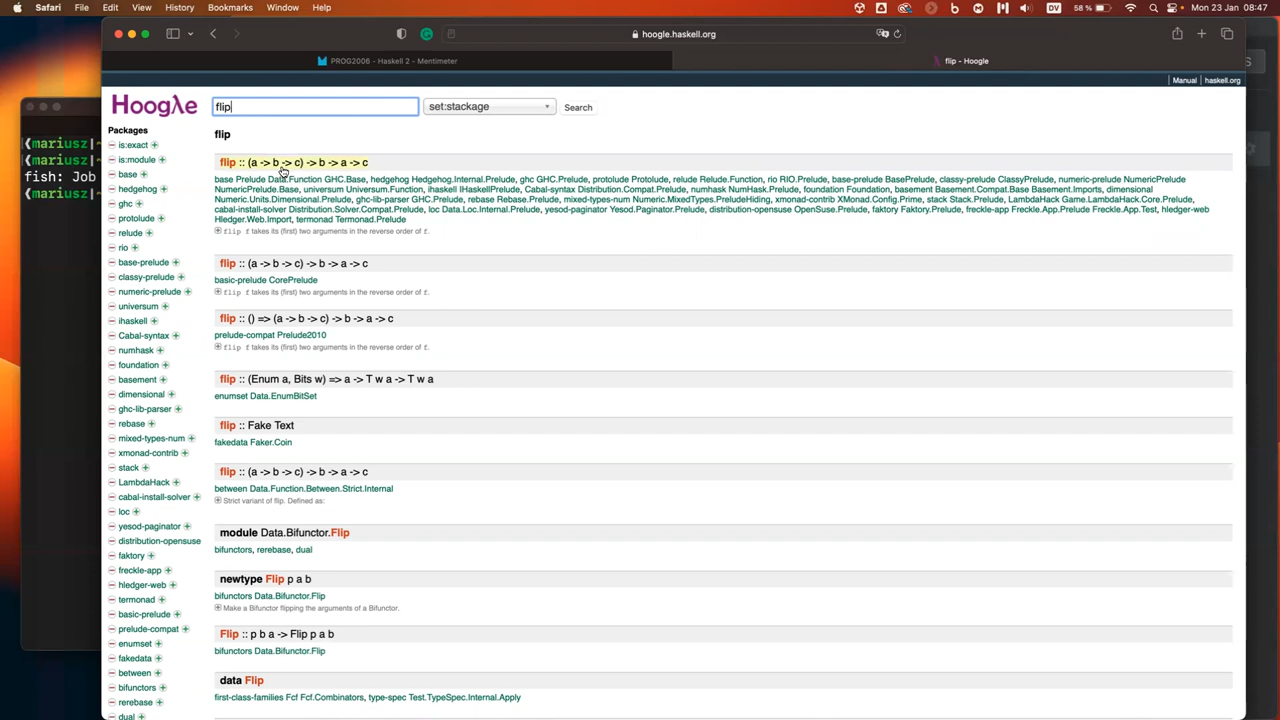 Safari File Edit View History Bookmarks Window Help
DV 58 % Mon 23 Jan 08:47
hoogle.haskell.org
PROG2006 - Haskell 2 - Mentimeter
flip - Hoogle
Manual | haskell.org
Hoogλe
flip
set:stackage
Search
Packages
is:exact
is:module
base
hedgehog
ghc
protolude
relude
rio
base-prelude
classy-prelude
numeric-prelude
universum
ihaskell
Cabal-syntax
numhask
foundation
basement
dimensional
ghc-lib-parser
rebase
mixed-types-num
xmonad-contrib
stack
LambdaHack
cabal-install-solver
loc
yesod-paginator
distribution-opensuse
faktory
freckle-app
hledger-web
termonad
basic-prelude
prelude-compat
enumset
fakedata
between
bifunctors
rerebase
dual
flip
flip :: (a -> b -> c) -> b -> a -> c
base Prelude Data.Function GHC.Base, hedgehog Hedgehog.Internal.Prelude, ghc GHC.Prelude, protolude Protolude, relude Relude.Function, rio RIO.Prelude, base-prelude BasePrelude, classy-prelude ClassyPrelude, numeric-prelude NumericPrelude
NumericPrelude.Base, universum Universum.Function, ihaskell IHaskellPrelude, Cabal-syntax Distribution.Compat.Prelude, numhask NumHask.Prelude, foundation Foundation, basement Basement.Compat.Base Basement.Imports, dimensional
Numeric.Units.Dimensional.Prelude, ghc-lib-parser GHC.Prelude, rebase Rebase.Prelude, mixed-types-num Numeric.MixedTypes.PreludeHiding, xmonad-contrib XMonad.Config.Prime, stack Stack.Prelude, LambdaHack Game.LambdaHack.Core.Prelude,
cabal-install-solver Distribution.Solver.Compat.Prelude, loc Data.Loc.Internal.Prelude, yesod-paginator Yesod.Paginator.Prelude, distribution-opensuse OpenSuse.Prelude, faktory Faktory.Prelude, freckle-app Freckle.App.Prelude Freckle.App.Test, hledger-web
Hledger.Web.Import, termonad Termonad.Prelude
flip f takes its (first) two arguments in the reverse order of f.
flip :: (a -> b -> c) -> b -> a -> c
basic-prelude CorePrelude
flip f takes its (first) two arguments in the reverse order of f.
flip :: () => (a -> b -> c) -> b -> a -> c
prelude-compat Prelude2010
flip f takes its (first) two arguments in the reverse order of f.
flip :: (Enum a, Bits w) => a -> T w a -> T w a
enumset Data.EnumBitSet
flip :: Fake Text
fakedata Faker.Coin
flip :: (a -> b -> c) -> b -> a -> c
between Data.Function.Between.Strict.Internal
Strict variant of flip. Defined as:
module Data.Bifunctor.Flip
bifunctors, rerebase, dual
newtype Flip p a b
bifunctors Data.Bifunctor.Flip
Make a Bifunctor flipping the arguments of a Bifunctor.
Flip :: p b a -> Flip p a b
bifunctors Data.Bifunctor.Flip
data Flip
first-class-families Fcf Fcf.Combinators, type-spec Test.TypeSpec.Internal.Apply
❮mariusz|
❮mariusz|
fish: Job
❮mariusz|
S